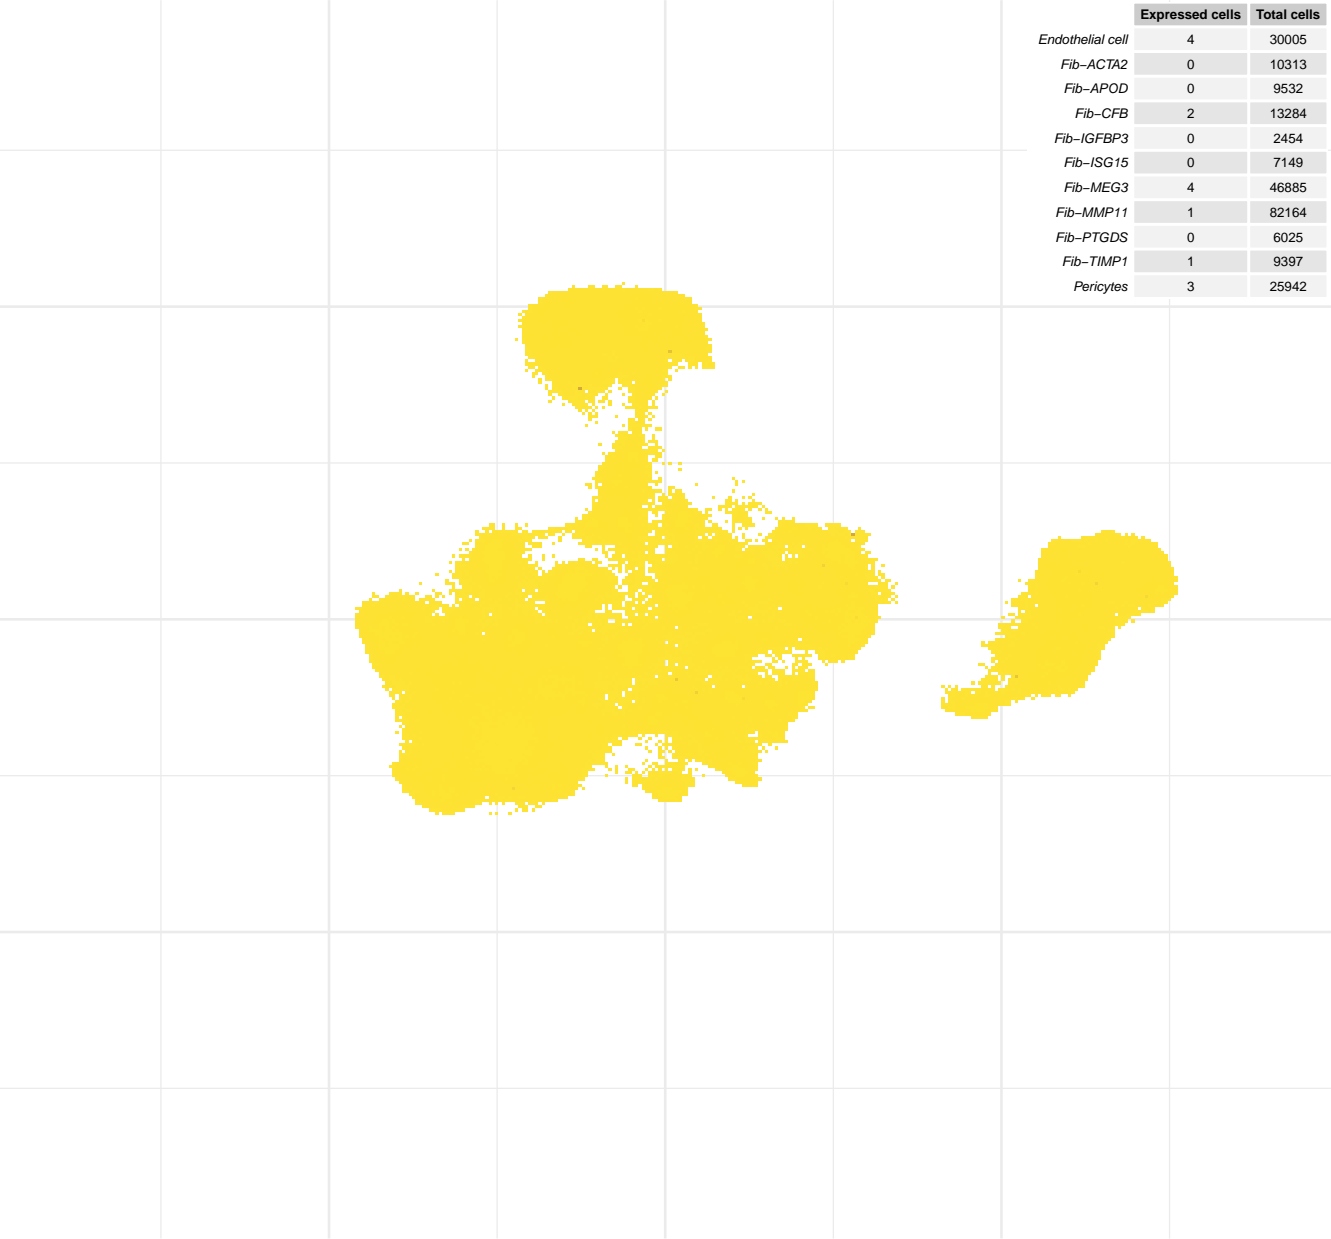 Expressed cells Total cells
Endothelial cell 4 30005
Fib−ACTA2 0 10313
Fib−APOD 0 9532
Fib−CFB 2 13284
Fib−IGFBP3 0 2454
Fib−ISG15 0 7149
Fib−MEG3 4 46885
Fib−MMP11 1 82164
Fib−PTGDS 0 6025
Fib−TIMP1 1 9397
Pericytes 3 25942